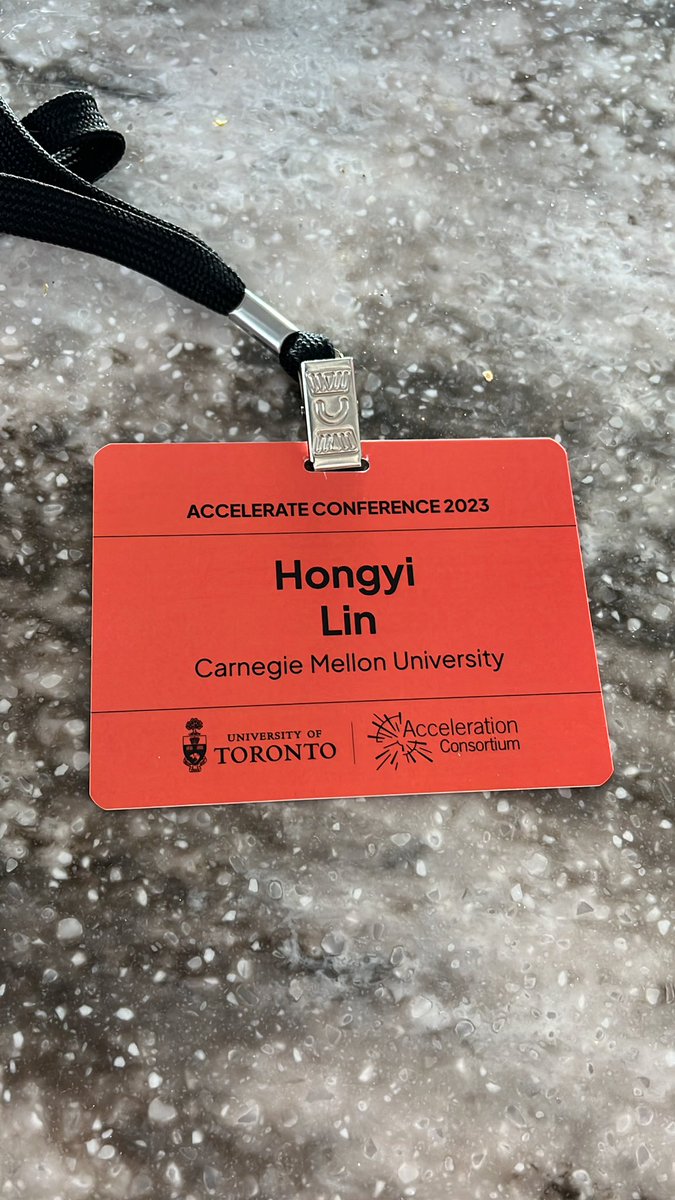 ACCELERATE CONFERENCE 2023
Hongyi
Lin
Carnegie Mellon University
UNIVERSITY OF
TORONTO
Acceleration
Consortium